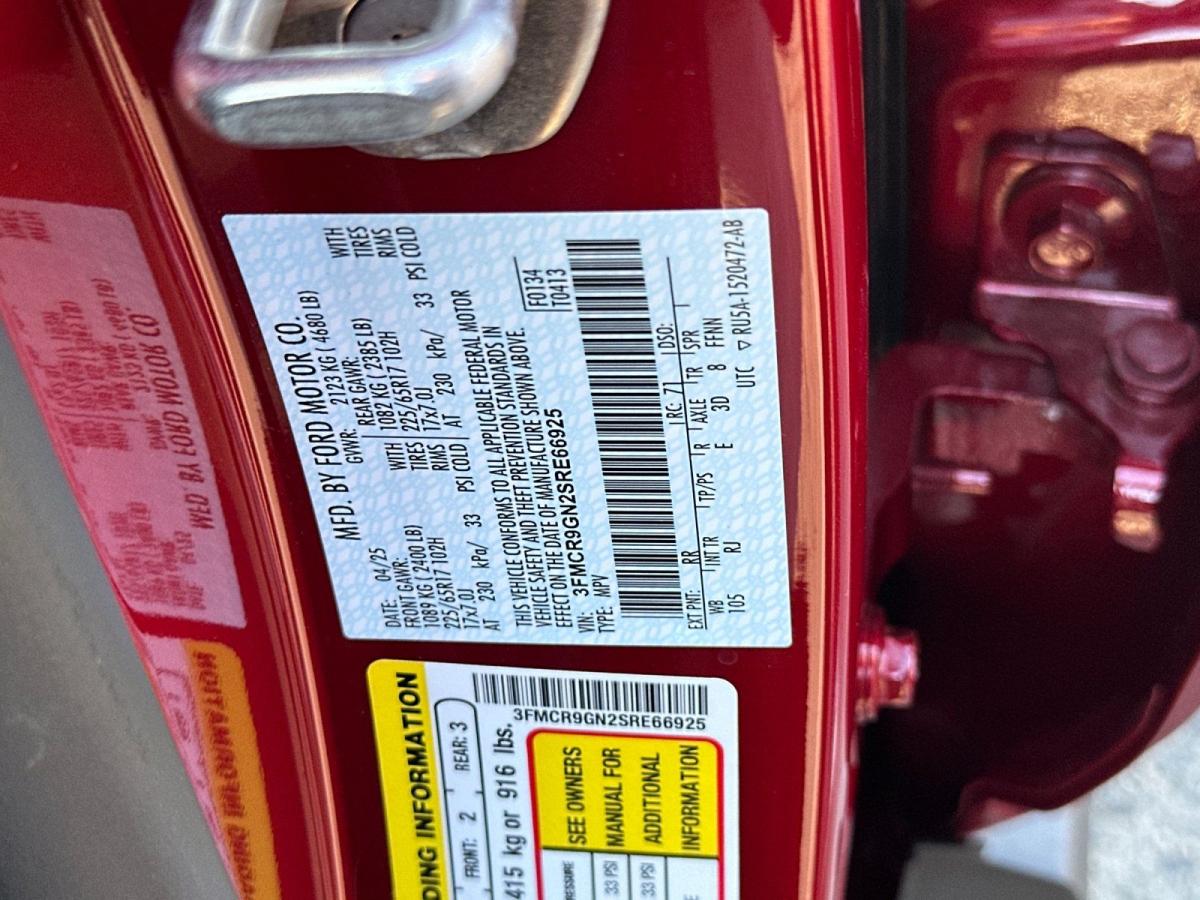 MFD. BY FORD MOTOR CO.
DATE: 04/25 GVWR: 2123 KG ( 4680 LB)
FRONT GAWR: REAR GAWR:
1089 KG ( 2400 LB) WITH 1082 KG ( 2385 LB) WITH
225/65R17 102H TIRES 225/65R17 102H TIRES
17x7.0J RIMS 17x7.0J RIMS
AT 230 kPa/ 33 PSI COLD AT 230 kPa/ 33 PSI COLD
THIS VEHICLE CONFORMS TO ALL APPLICABLE FEDERAL MOTOR
VEHICLE SAFETY AND THEFT PREVENTION STANDARDS IN
EFFECT ON THE DATE OF MANUFACTURE SHOWN ABOVE.
VIN: 3FMCR9GN2SRE66925
TYPE: MPV
F0134
T0413
EXT PNT: RR RC: 71 DSO:
WB INT TR TP/PS R AXLE TR SPR
105 RJ E 3D 8 FFNN
UTC ▽ RU5A-1520472-AB
DING INFORMATION
FRONT: 2 REAR: 3
415 kg or 916 lbs.
3FMCR9GN2SRE66925
SEE OWNERS
MANUAL FOR
ADDITIONAL
INFORMATION
33 PSI
33 PSI